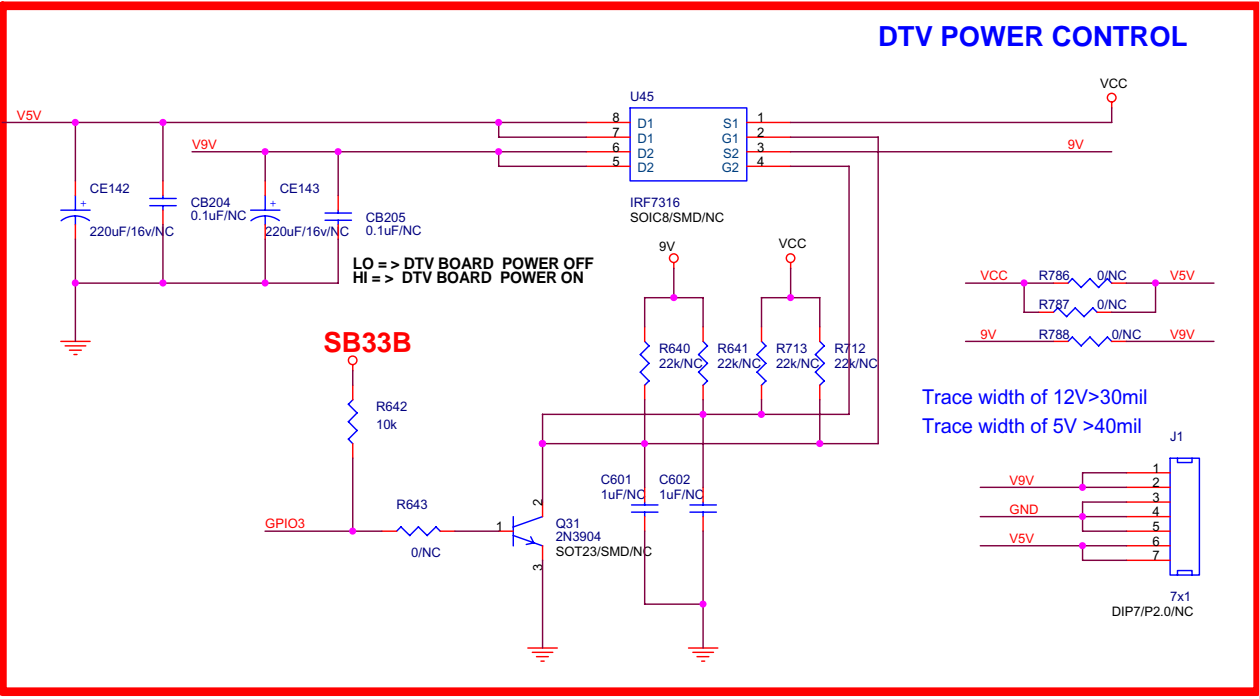 DTV POWER CONTROL
U45
VCC
V5V
8 D1 S1 1
7 D1 G1 2
V9V
6 D2 S2 3
9V
5 D2 G2 4
IRF7316
SOIC8/SMD/NC
CE142
220uF/16v/NC
CB204
0.1uF/NC
CE143
220uF/16v/NC
CB205
0.1uF/NC
LO = > DTV BOARD POWER OFF
HI = > DTV BOARD POWER ON
9V
VCC
VCC R786 0/NC V5V
R787 0/NC
9V R788 0/NC V9V
SB33B
R640
22k/NC
R641
22k/NC
R713
22k/NC
R712
22k/NC
R642
10k
Trace width of 12V>30mil
Trace width of 5V >40mil
J1
C601
1uF/NC
C602
1uF/NC
GPIO3
R643
0/NC
1
2
3
Q31
2N3904
SOT23/SMD/NC
V9V
GND
V5V
1
2
3
4
5
6
7
7x1
DIP7/P2.0/NC